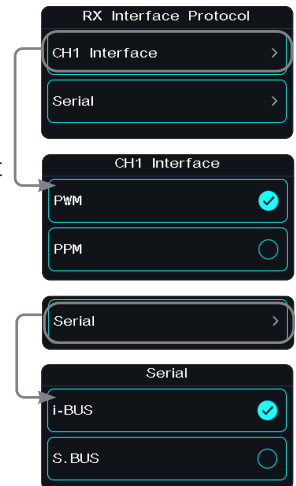 RX Interface Protocol
CH1 Interface
Serial
CH1 Interface
PWM
PPM
Serial
Serial
i-BUS
S.BUS